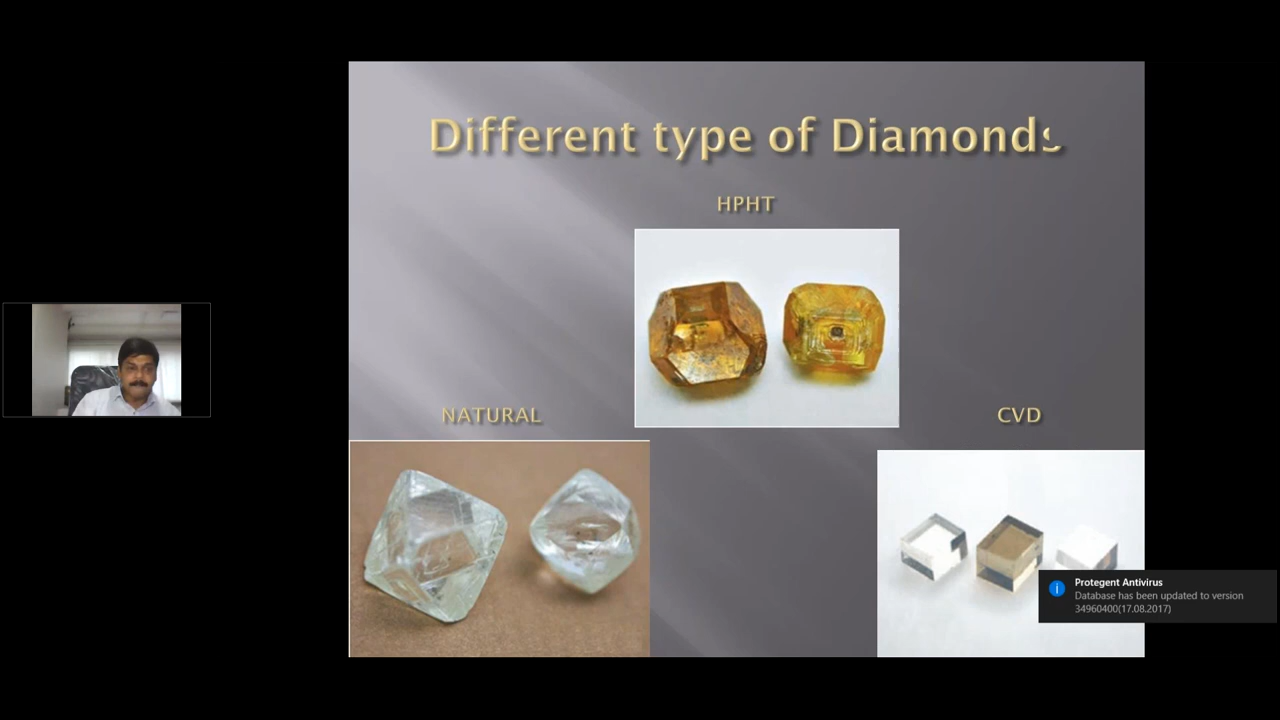 Different type of Diamonds
HPHT
NATURAL
CVD
Protegent Antivirus
Database has been updated to version
34960400(17.08.2017)